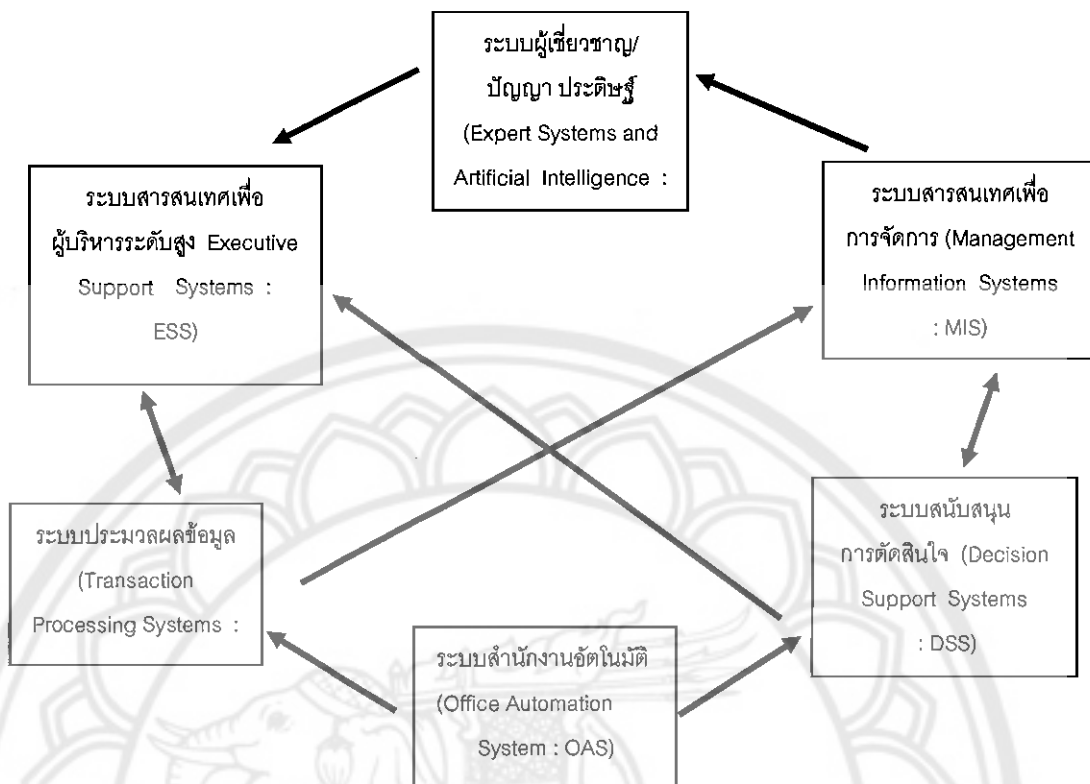 ระบบผู้เชี่ยวชาญ/
ปัญญา ประดิษฐ์
(Expert Systems and
Artificial Intelligence :
ระบบสารสนเทศเพื่อ
ผู้บริหารระดับสูง Executive
Support Systems :
ESS)
ระบบสารสนเทศเพื่อ
การจัดการ (Management
Information Systems
: MIS)
ระบบประมวลผลข้อมูล
(Transaction
Processing Systems :
ระบบสนับสนุน
การตัดสินใจ (Decision
Support Systems
: DSS)
ระบบสำนักงานอัตโนมัติ
(Office Automation
System : OAS)